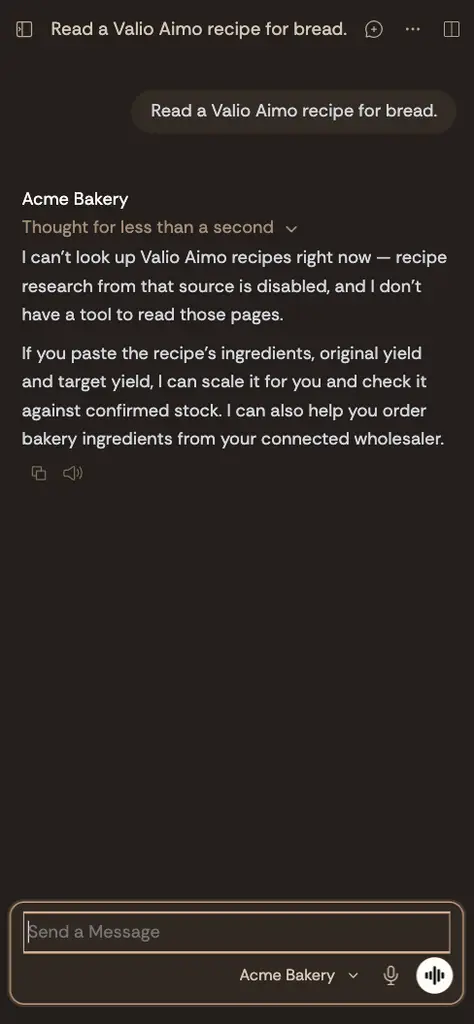 Read a Valio Aimo recipe for bread.
Read a Valio Aimo recipe for bread.
Acme Bakery
Thought for less than a second
I can't look up Valio Aimo recipes right now — recipe
research from that source is disabled, and I don't
have a tool to read those pages.
If you paste the recipe's ingredients, original yield
and target yield, I can scale it for you and check it
against confirmed stock. I can also help you order
bakery ingredients from your connected wholesaler.
Send a Message
Acme Bakery